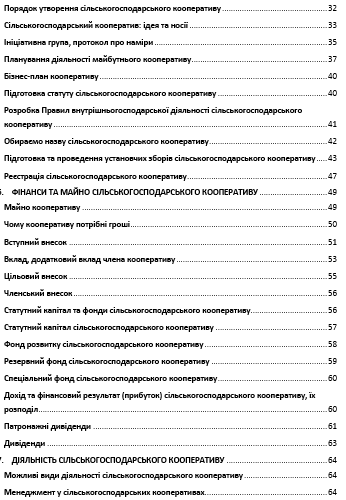 Порядок утворення сільськогосподарського кооперативу 32
Сільськогосподарський кооператив: ідея та носії 33
Ініціативна група, протокол про наміри 35
Планування діяльності майбутнього кооперативу 37
Бізнес-план кооперативу 40
Підготовка статуту сільськогосподарського кооперативу 40
Розробка Правил внутрішньогосподарської діяльності сільськогосподарського
кооперативу 41
Обираємо назву сільськогосподарського кооперативу 42
Підготовка та проведення установчих зборів сільськогосподарського кооперативу 43
Реєстрація сільськогосподарського кооперативу 47
ФІНАНСИ ТА МАЙНО СІЛЬСЬКОГОСПОДАРСЬКОГО КООПЕРАТИВУ 49
Майно кооперативу 49
Чому кооперативу потрібні гроші 50
Вступний внесок 51
Вклад, додатковий вклад члена кооперативу 53
Цільовий внесок 55
Членський внесок 56
Статутний капітал та фонди сільськогосподарського кооперативу 56
Статутний капітал сільськогосподарського кооперативу 57
Фонд розвитку сільськогосподарського кооперативу 58
Резервний фонд сільськогосподарського кооперативу 59
Спеціальний фонд сільськогосподарського кооперативу 60
Дохід та фінансовий результат (прибуток) сільськогосподарського кооперативу, їх
розподіл 60
Патронажні дивіденди 61
Дивіденди 63
7. ДІЯЛЬНІСТЬ СІЛЬСЬКОГОСПОДАРСЬКОГО КООПЕРАТИВУ 64
Можливі види діяльності сільськогосподарського кооперативу 64
Менеджмент у сільськогосподарських кооперативах 64